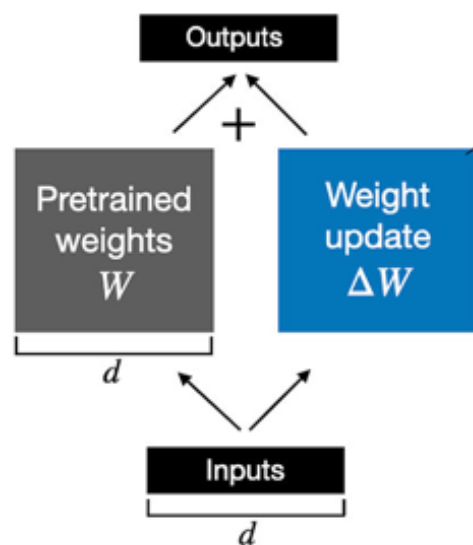 Outputs
+
Pretrained
weights
W
Weight
update
ΔW
d
Inputs
d